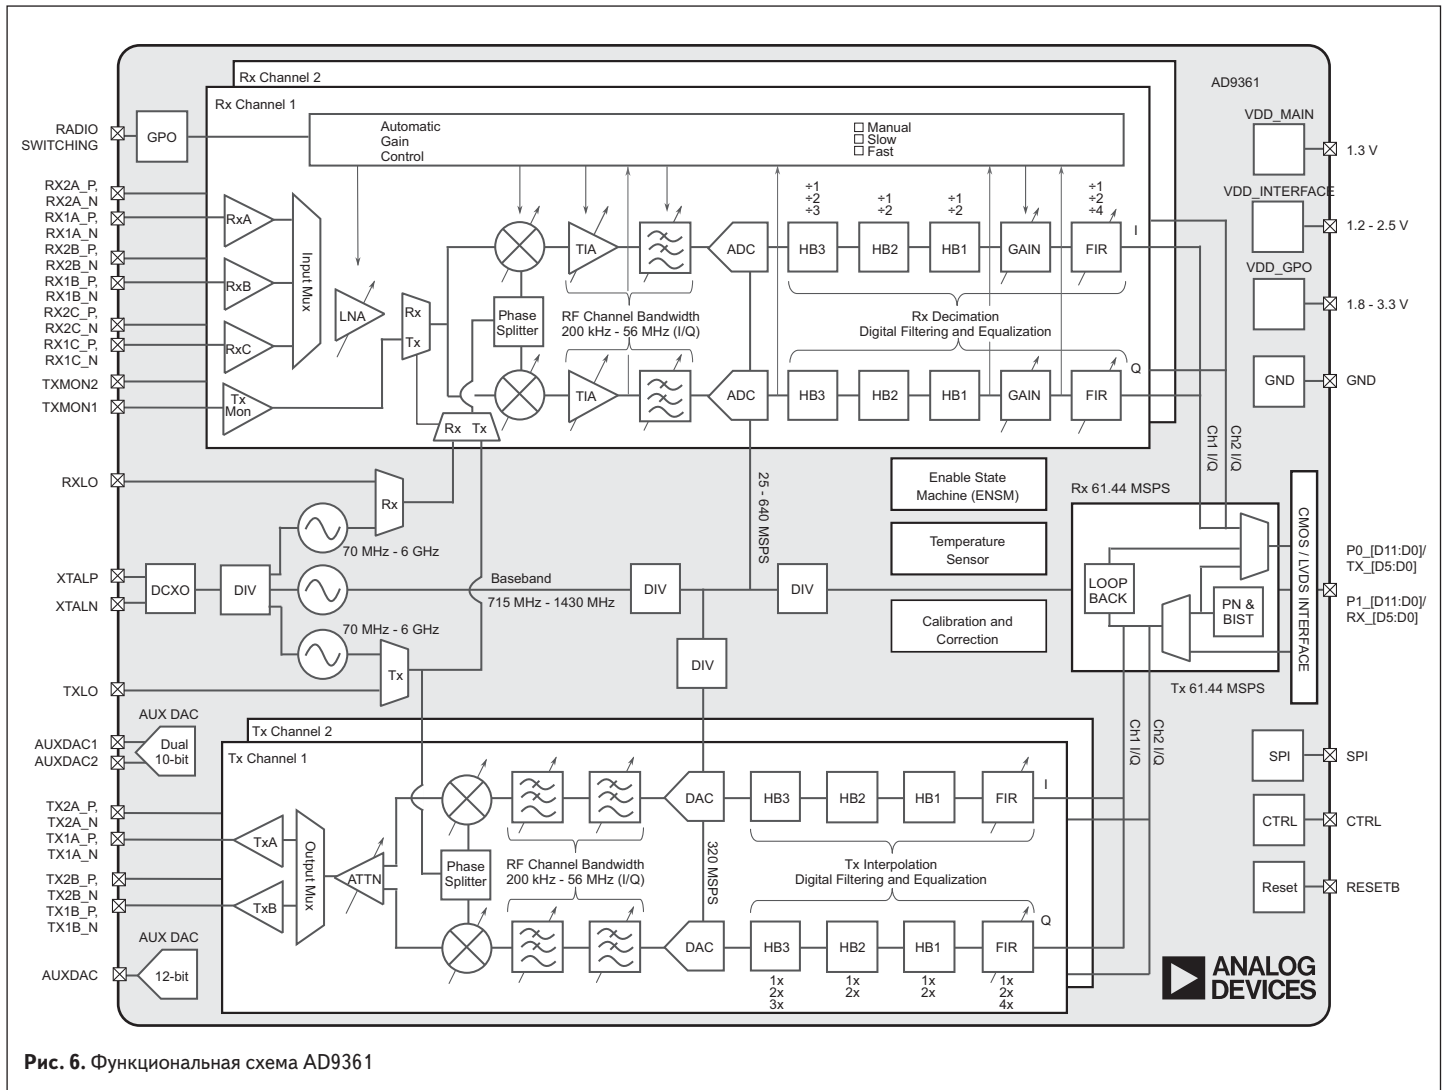 Rx Channel 2
AD9361
Rx Channel 1
RADIO
SWITCHING
GPO
Automatic
Gain
Control
Manual
Slow
Fast
VDD_MAIN
1.3 V
RX2A_P,
RX2A_N
RX1A_P,
RX1A_N
RX2B_P,
RX2B_N
RX1B_P,
RX1B_N
RX2C_P,
RX2C_N
RX1C_P,
RX1C_N
TXMON2
TXMON1
RxA
RxB
RxC
Tx
Mon
Input Mux
LNA
Rx
Tx
Phase
Splitter
TIA
ADC
÷1
÷2
÷3
÷1
÷2
÷1
÷2
÷1
÷2
÷4
HB3
HB2
HB1
GAIN
FIR
I
RF Channel Bandwidth
200 kHz - 56 MHz (I/Q)
Rx Decimation
Digital Filtering and Equalization
TIA
ADC
HB3
HB2
HB1
GAIN
FIR
Q
Rx Tx
VDD_INTERFACE
1.2 - 2.5 V
VDD_GPO
1.8 - 3.3 V
GND
GND
Ch1 I/Q
Ch2 I/Q
RXLO
Rx
70 MHz - 6 GHz
25 - 640 MSPS
Enable State
Machine (ENSM)
Temperature
Sensor
Calibration and
Correction
Rx 61.44 MSPS
LOOP
BACK
PN &
BIST
CMOS / LVDS INTERFACE
P0_[D11:D0]/
TX_[D5:D0]
P1_[D11:D0]/
RX_[D5:D0]
Tx 61.44 MSPS
XTALP
XTALN
DCXO
DIV
Baseband
715 MHz - 1430 MHz
DIV
DIV
DIV
70 MHz - 6 GHz
Tx
TXLO
AUX DAC
AUXDAC1
AUXDAC2
Dual
10-bit
Tx Channel 2
Tx Channel 1
Ch1 I/Q
Ch2 I/Q
SPI
SPI
TX2A_P,
TX2A_N
TX1A_P,
TX1A_N
TX2B_P,
TX2B_N
TX1B_P,
TX1B_N
TxA
TxB
Output Mux
ATTN
Phase
Splitter
DAC
HB3
HB2
HB1
FIR
I
RF Channel Bandwidth
200 kHz - 56 MHz (I/Q)
320 MSPS
Tx Interpolation
Digital Filtering and Equalization
DAC
HB3
HB2
HB1
FIR
Q
1x
2x
3x
1x
2x
1x
2x
1x
2x
4x
CTRL
CTRL
Reset
RESETB
AUX DAC
AUXDAC
12-bit
ANALOG
DEVICES
Рис. 6. Функциональная схема AD9361